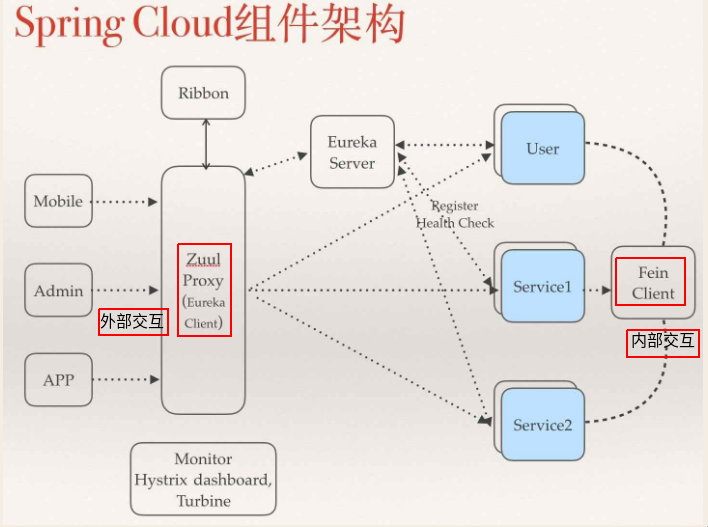 Spring Cloud组件架构
Ribbon
Eureka
Server
User
Mobile
Register
Health Check
Zuul
Proxy
(Eureka
Client)
Admin
外部交互
Service1
Fein
Client
内部交互
APP
Service2
Monitor
Hystrix dashboard,
Turbine